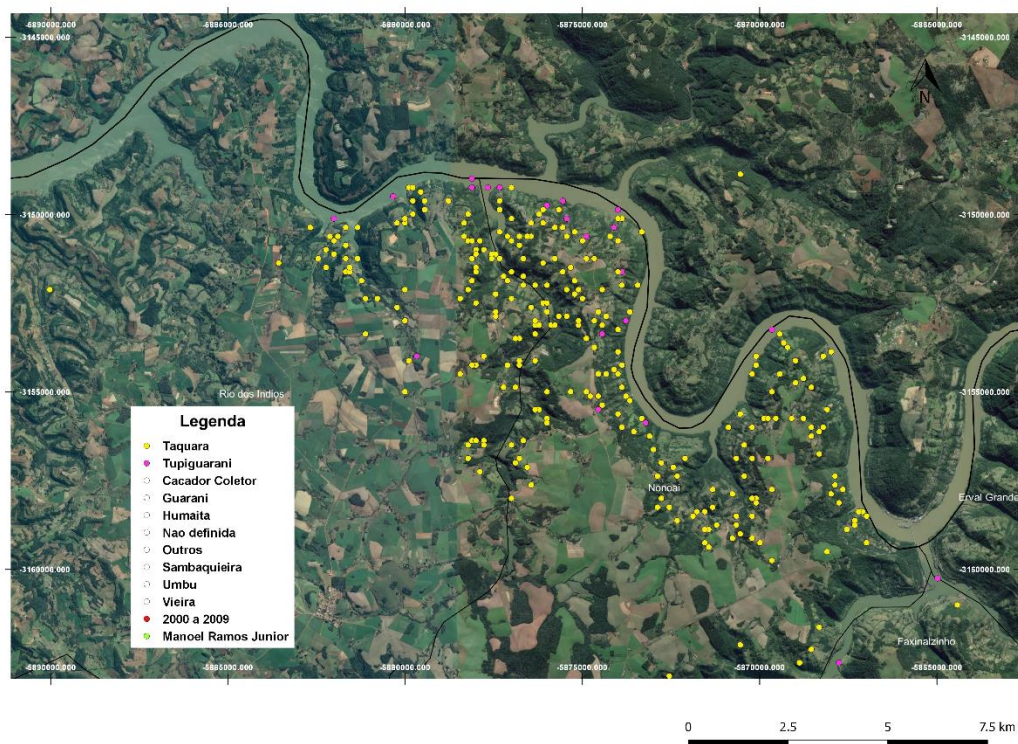 -5890000.000 -5885000.000 -5880000.000 -5875000.000 -5870000.000 -5865000.000
-3145000.000 -3145000.000
N
-3150000.000 -3150000.000
-3155000.000 -3155000.000
Rio dos Indios
Legenda
Taquara
Tupiguarani
Cacador Coletor
Guarani
Humaita
Nao definida
Outros
Sambaquieira
Umbu
Vieira
2000 a 2009
Manoel Ramos Junior
Nonoai
Erval Grande
-3160000.000 -3160000.000
Faxinalzinho
-5890000.000 -5885000.000 -5880000.000 -5875000.000 -5870000.000 -5865000.000
0 2.5 5 7.5 km